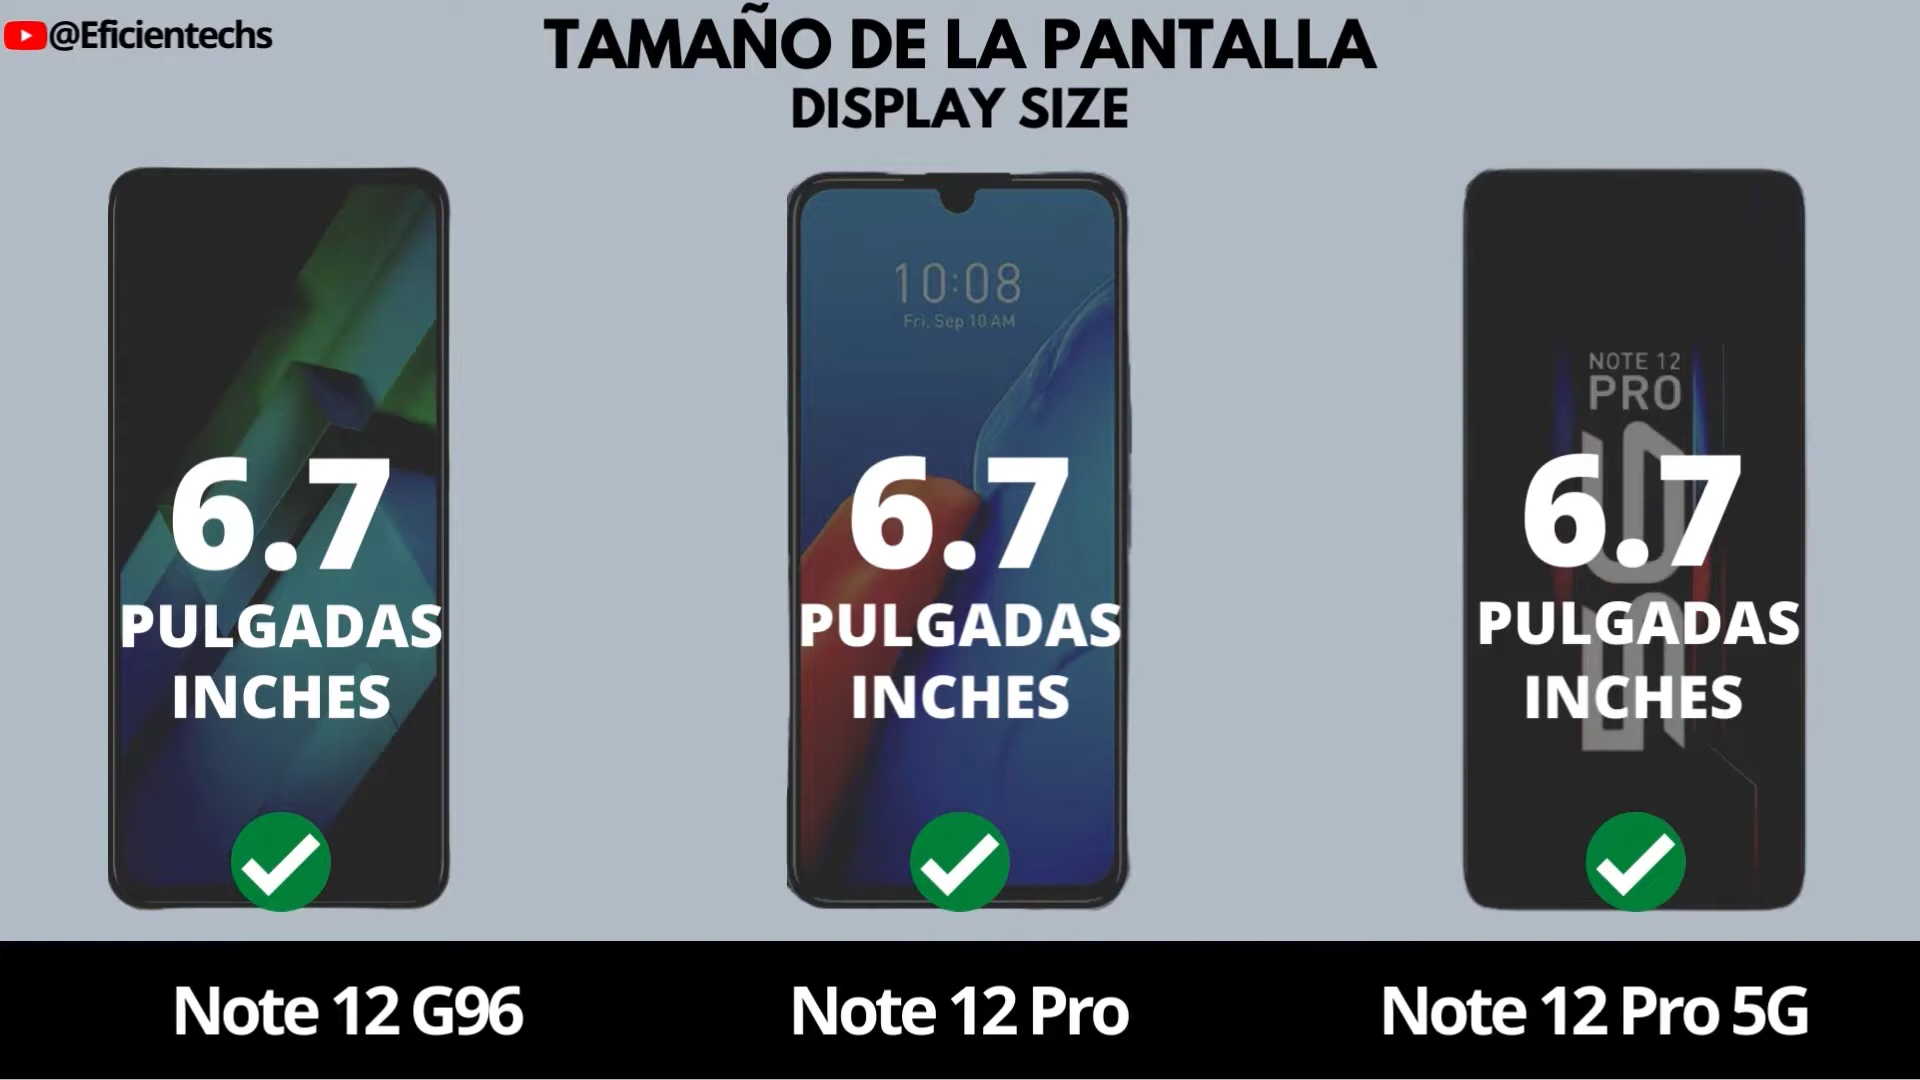 @Eficientechs
TAMAÑO DE LA PANTALLA
DISPLAY SIZE
10:08
Fri, Sep 10 AM
NOTE 12
PRO
5G
6.7
PULGADAS
INCHES
6.7
PULGADAS
INCHES
6.7
PULGADAS
INCHES
Note 12 G96
Note 12 Pro
Note 12 Pro 5G